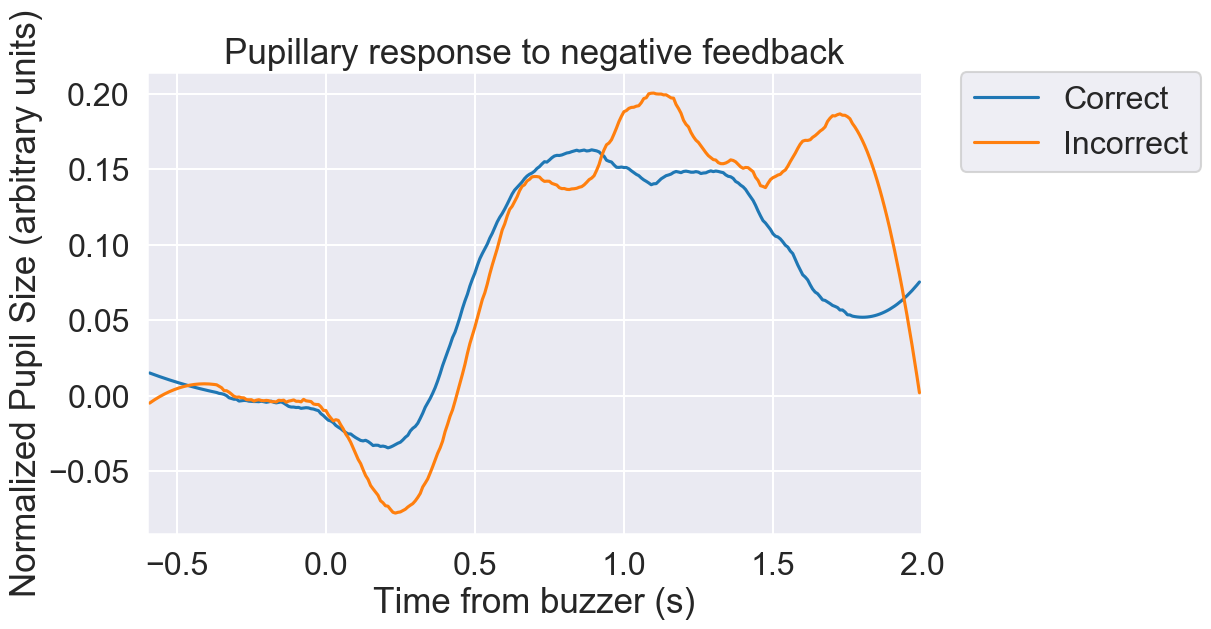 Pupillary response to negative feedback
Normalized Pupil Size (arbitrary units)
0.20
0.15
0.10
0.05
0.00
−0.05
−0.5
0.0
0.5
1.0
1.5
2.0
Time from buzzer (s)
Correct
Incorrect